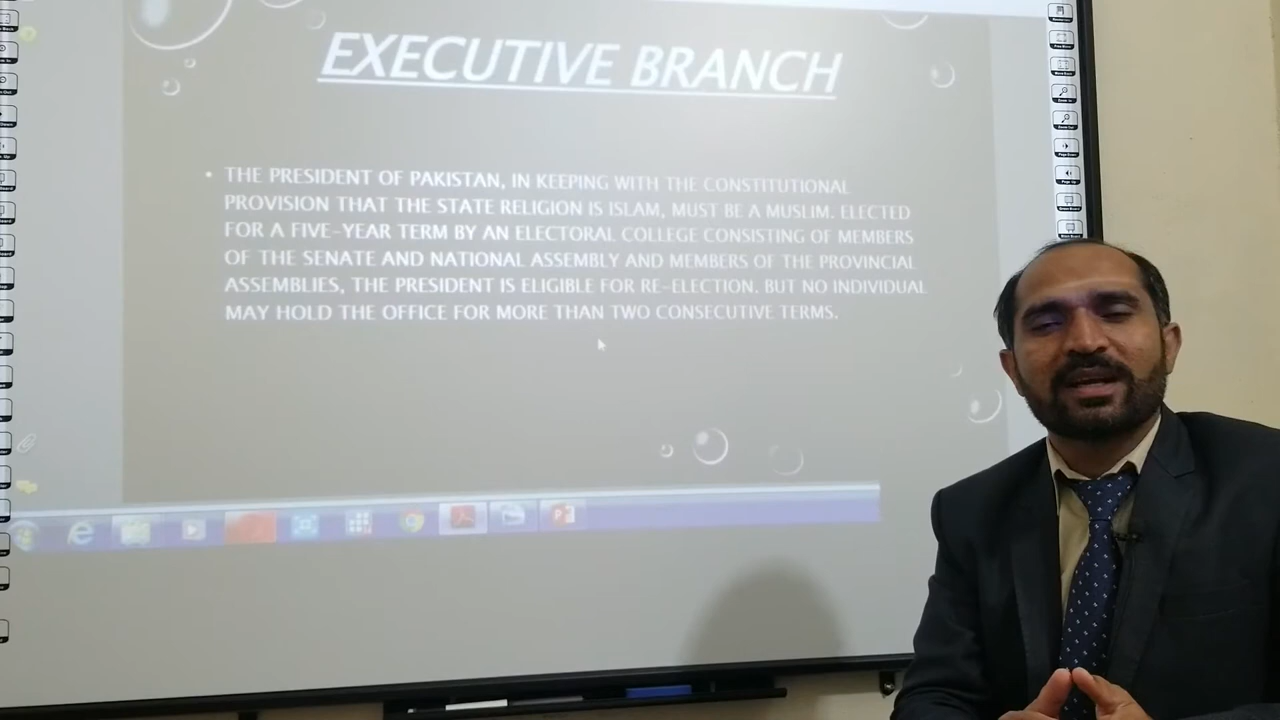 EXECUTIVE BRANCH
• THE PRESIDENT OF PAKISTAN, IN KEEPING WITH THE CONSTITUTIONAL
PROVISION THAT THE STATE RELIGION IS ISLAM, MUST BE A MUSLIM. ELECTED
FOR A FIVE-YEAR TERM BY AN ELECTORAL COLLEGE CONSISTING OF MEMBERS
OF THE SENATE AND NATIONAL ASSEMBLY AND MEMBERS OF THE PROVINCIAL
ASSEMBLIES, THE PRESIDENT IS ELIGIBLE FOR RE-ELECTION. BUT NO INDIVIDUAL
MAY HOLD THE OFFICE FOR MORE THAN TWO CONSECUTIVE TERMS.